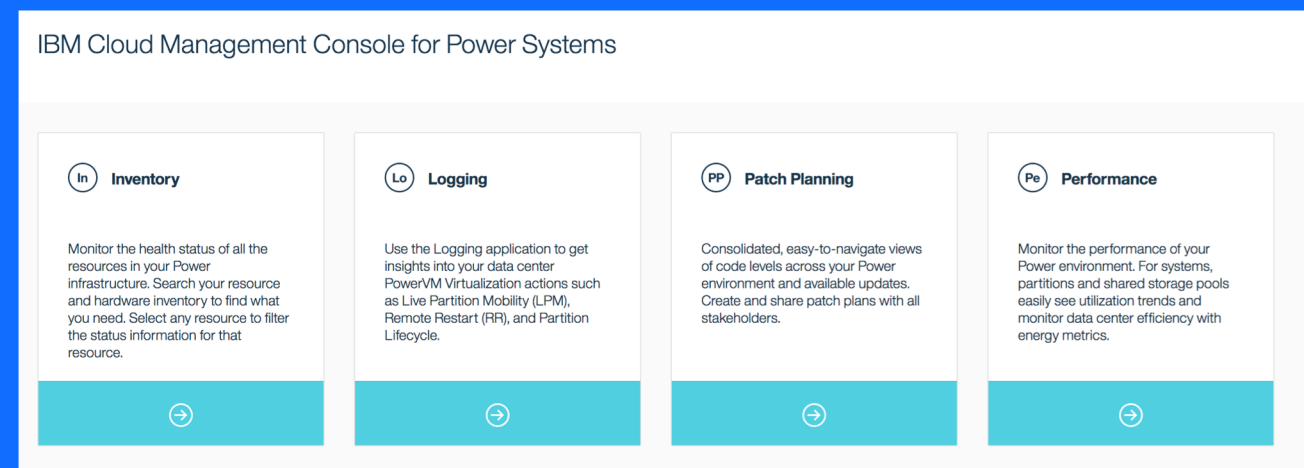 IBM Cloud Management Console for Power Systems
In Inventory
Monitor the health status of all the
resources in your Power
infrastructure. Search your resource
and hardware inventory to find what
you need. Select any resource to filter
the status information for that
resource.
Lo Logging
Use the Logging application to get
insights into your data center
PowerVM Virtualization actions such
as Live Partition Mobility (LPM),
Remote Restart (RR), and Partition
Lifecycle.
PP Patch Planning
Consolidated, easy-to-navigate views
of code levels across your Power
environment and available updates.
Create and share patch plans with all
stakeholders.
Pe Performance
Monitor the performance of your
Power environment. For systems,
partitions and shared storage pools
easily see utilization trends and
monitor data center efficiency with
energy metrics.